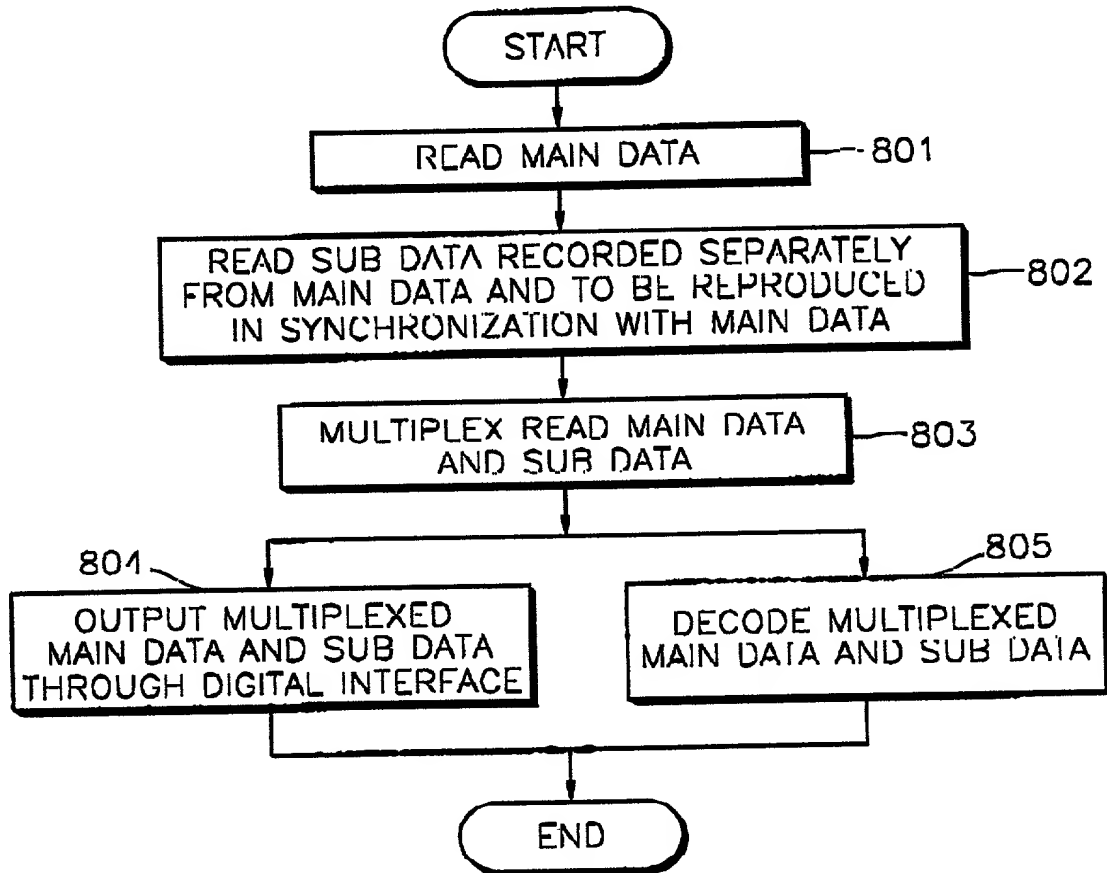 START
READ MAIN DATA
801
READ SUB DATA RECORDED SEPARATELY
FROM MAIN DATA AND TO BE REPRODUCED
IN SYNCHRONIZATION WITH MAIN DATA
802
MULTIPLEX READ MAIN DATA
AND SUB DATA
803
804
OUTPUT MULTIPLEXED
MAIN DATA AND SUB DATA
THROUGH DIGITAL INTERFACE
805
DECODE MULTIPLEXED
MAIN DATA AND SUB DATA
END